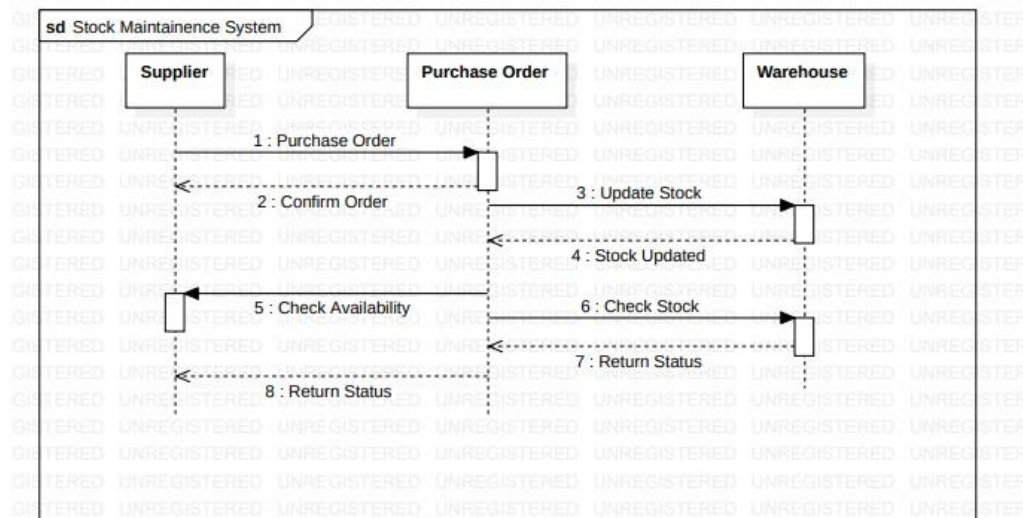 sd Stock Maintainence System
Supplier
Purchase Order
Warehouse
1 : Purchase Order
2 : Confirm Order
3 : Update Stock
4 : Stock Updated
5 : Check Availability
6 : Check Stock
7 : Return Status
8 : Return Status
UNREGISTERED